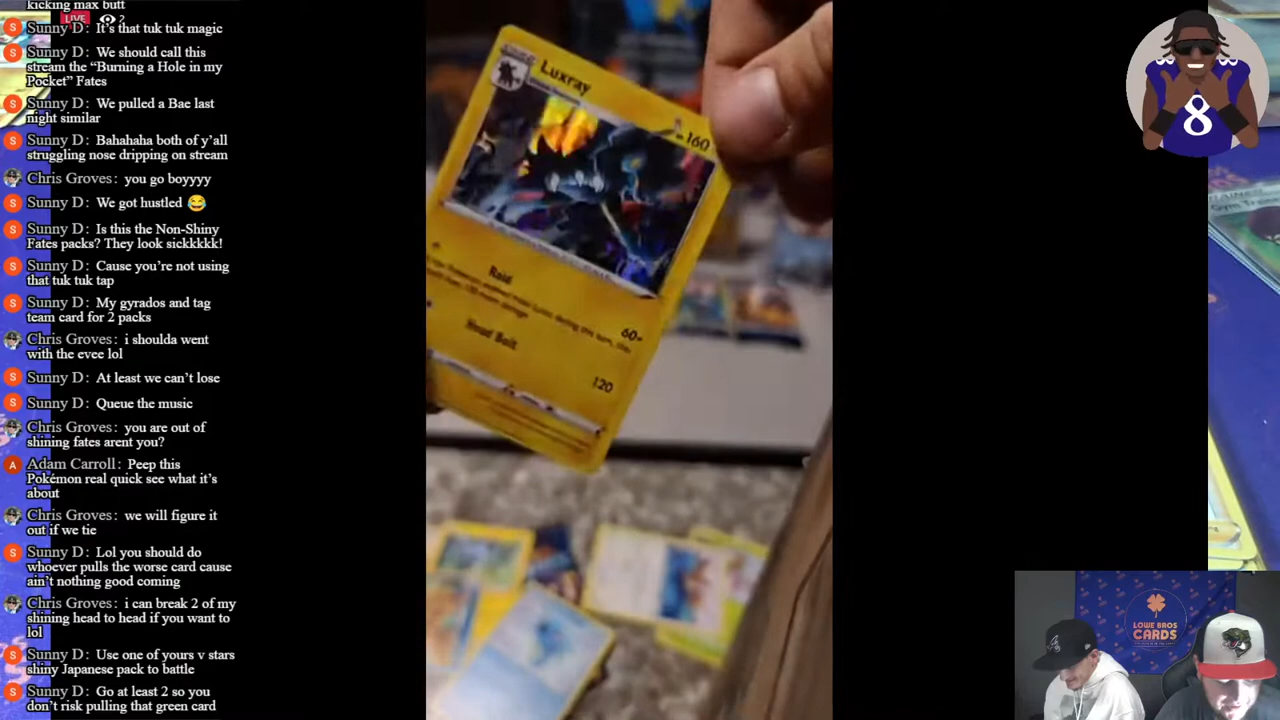 kicking max butt
LIVE 2
Sunny D: It's that tuk tuk magic
Sunny D: We should call this
stream the “Burning a Hole in my
Pocket” Fates
Sunny D: We pulled a Bae last
night similar
Sunny D: Bahahaha both of y'all
struggling nose dripping on stream
Chris Groves: you go boyyyy
Sunny D: We got hustled 😂
Sunny D: Is this the Non-Shiny
Fates packs? They look sickkkkk!
Sunny D: Cause you're not using
that tuk tuk tap
Sunny D: My gyrados and tag
team card for 2 packs
Chris Groves: i shoulda went
with the evee lol
Sunny D: At least we can't lose
Sunny D: Queue the music
Chris Groves: you are out of
shining fates arent you?
Adam Carroll: Peep this
Pokémon real quick see what it's
about
Chris Groves: we will figure it
out if we tie
Sunny D: Lol you should do
whoever pulls the worse card cause
ain't nothing good coming
Chris Groves: i can break 2 of my
shining head to head if you want to
lol
Sunny D: Use one of yours v stars
shiny Japanese pack to battle
Sunny D: Go at least 2 so you
don't risk pulling that green card
Luxray
160
Raid
60+
Head Bolt
120
8
LOWE BROS
CARDS